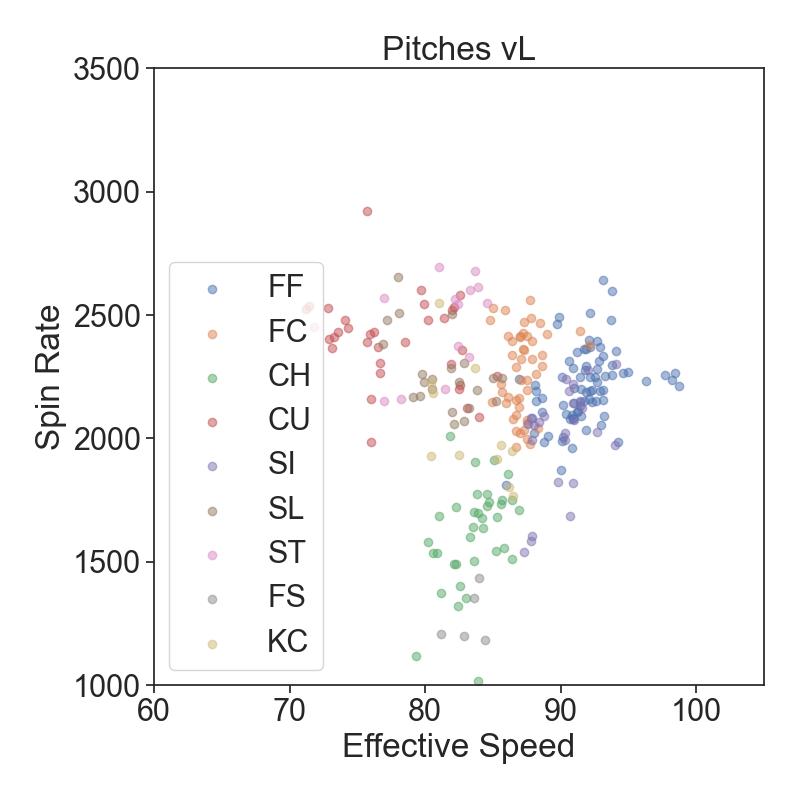 Pitches vL
3500
3000
2500
2000
1500
1000
Spin Rate
FF
FC
CH
CU
SI
SL
ST
FS
KC
60 70 80 90 100
Effective Speed